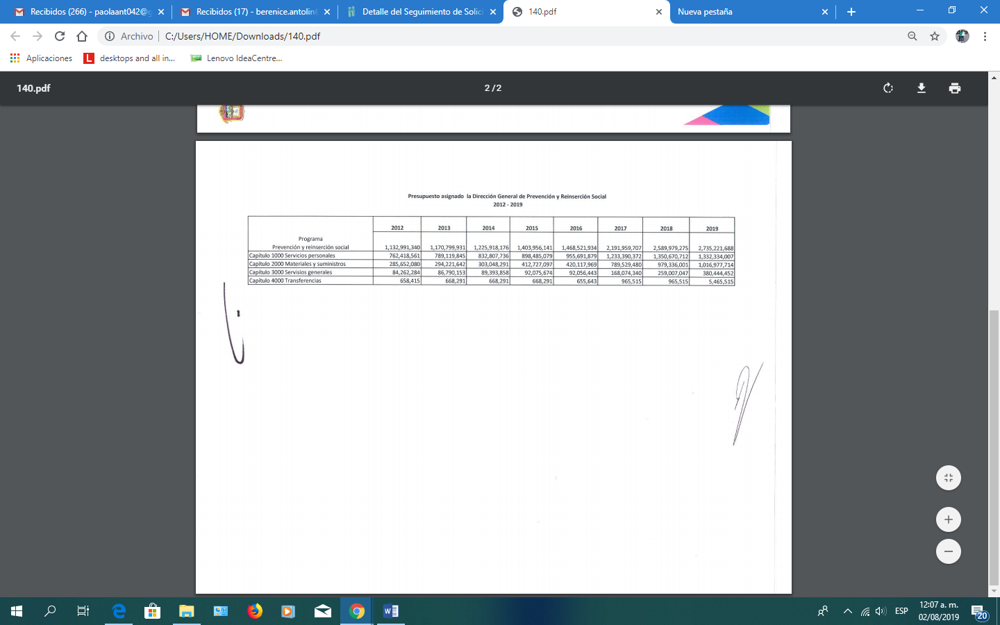 Recibidos (266) - paolaant042@g
Recibidos (17) - berenice.antolin
Detalle del Seguimiento de Solici
140.pdf
Nueva pestaña
Archivo C:/Users/HOME/Downloads/140.pdf
Aplicaciones desktops and all in... Lenovo IdeaCentre...
140.pdf 2 / 2
Presupuesto asignado la Dirección General de Prevención y Reinserción Social
2012 - 2019
2012 2013 2014 2015 2016 2017 2018 2019
Programa
Prevención y reinserción social 1,132,991,340 1,170,799,931 1,225,918,176 1,403,956,141 1,468,521,934 2,191,959,707 2,589,979,275 2,735,221,688
Capítulo 1000 Servicios personales 762,418,561 789,119,845 832,807,736 898,485,079 955,691,879 1,233,390,372 1,350,670,712 1,332,334,007
Capítulo 2000 Materiales y suministros 285,652,080 294,221,642 303,048,291 412,727,097 420,117,969 789,529,480 979,336,001 1,016,977,714
Capítulo 3000 Servisios generales 84,262,284 86,790,153 89,393,858 92,075,674 92,056,443 168,074,340 259,007,047 380,444,452
Capítulo 4000 Transferencias 658,415 668,291 668,291 668,291 655,643 965,515 965,515 5,465,515
ESP
12:07 a. m.
02/08/2019
20